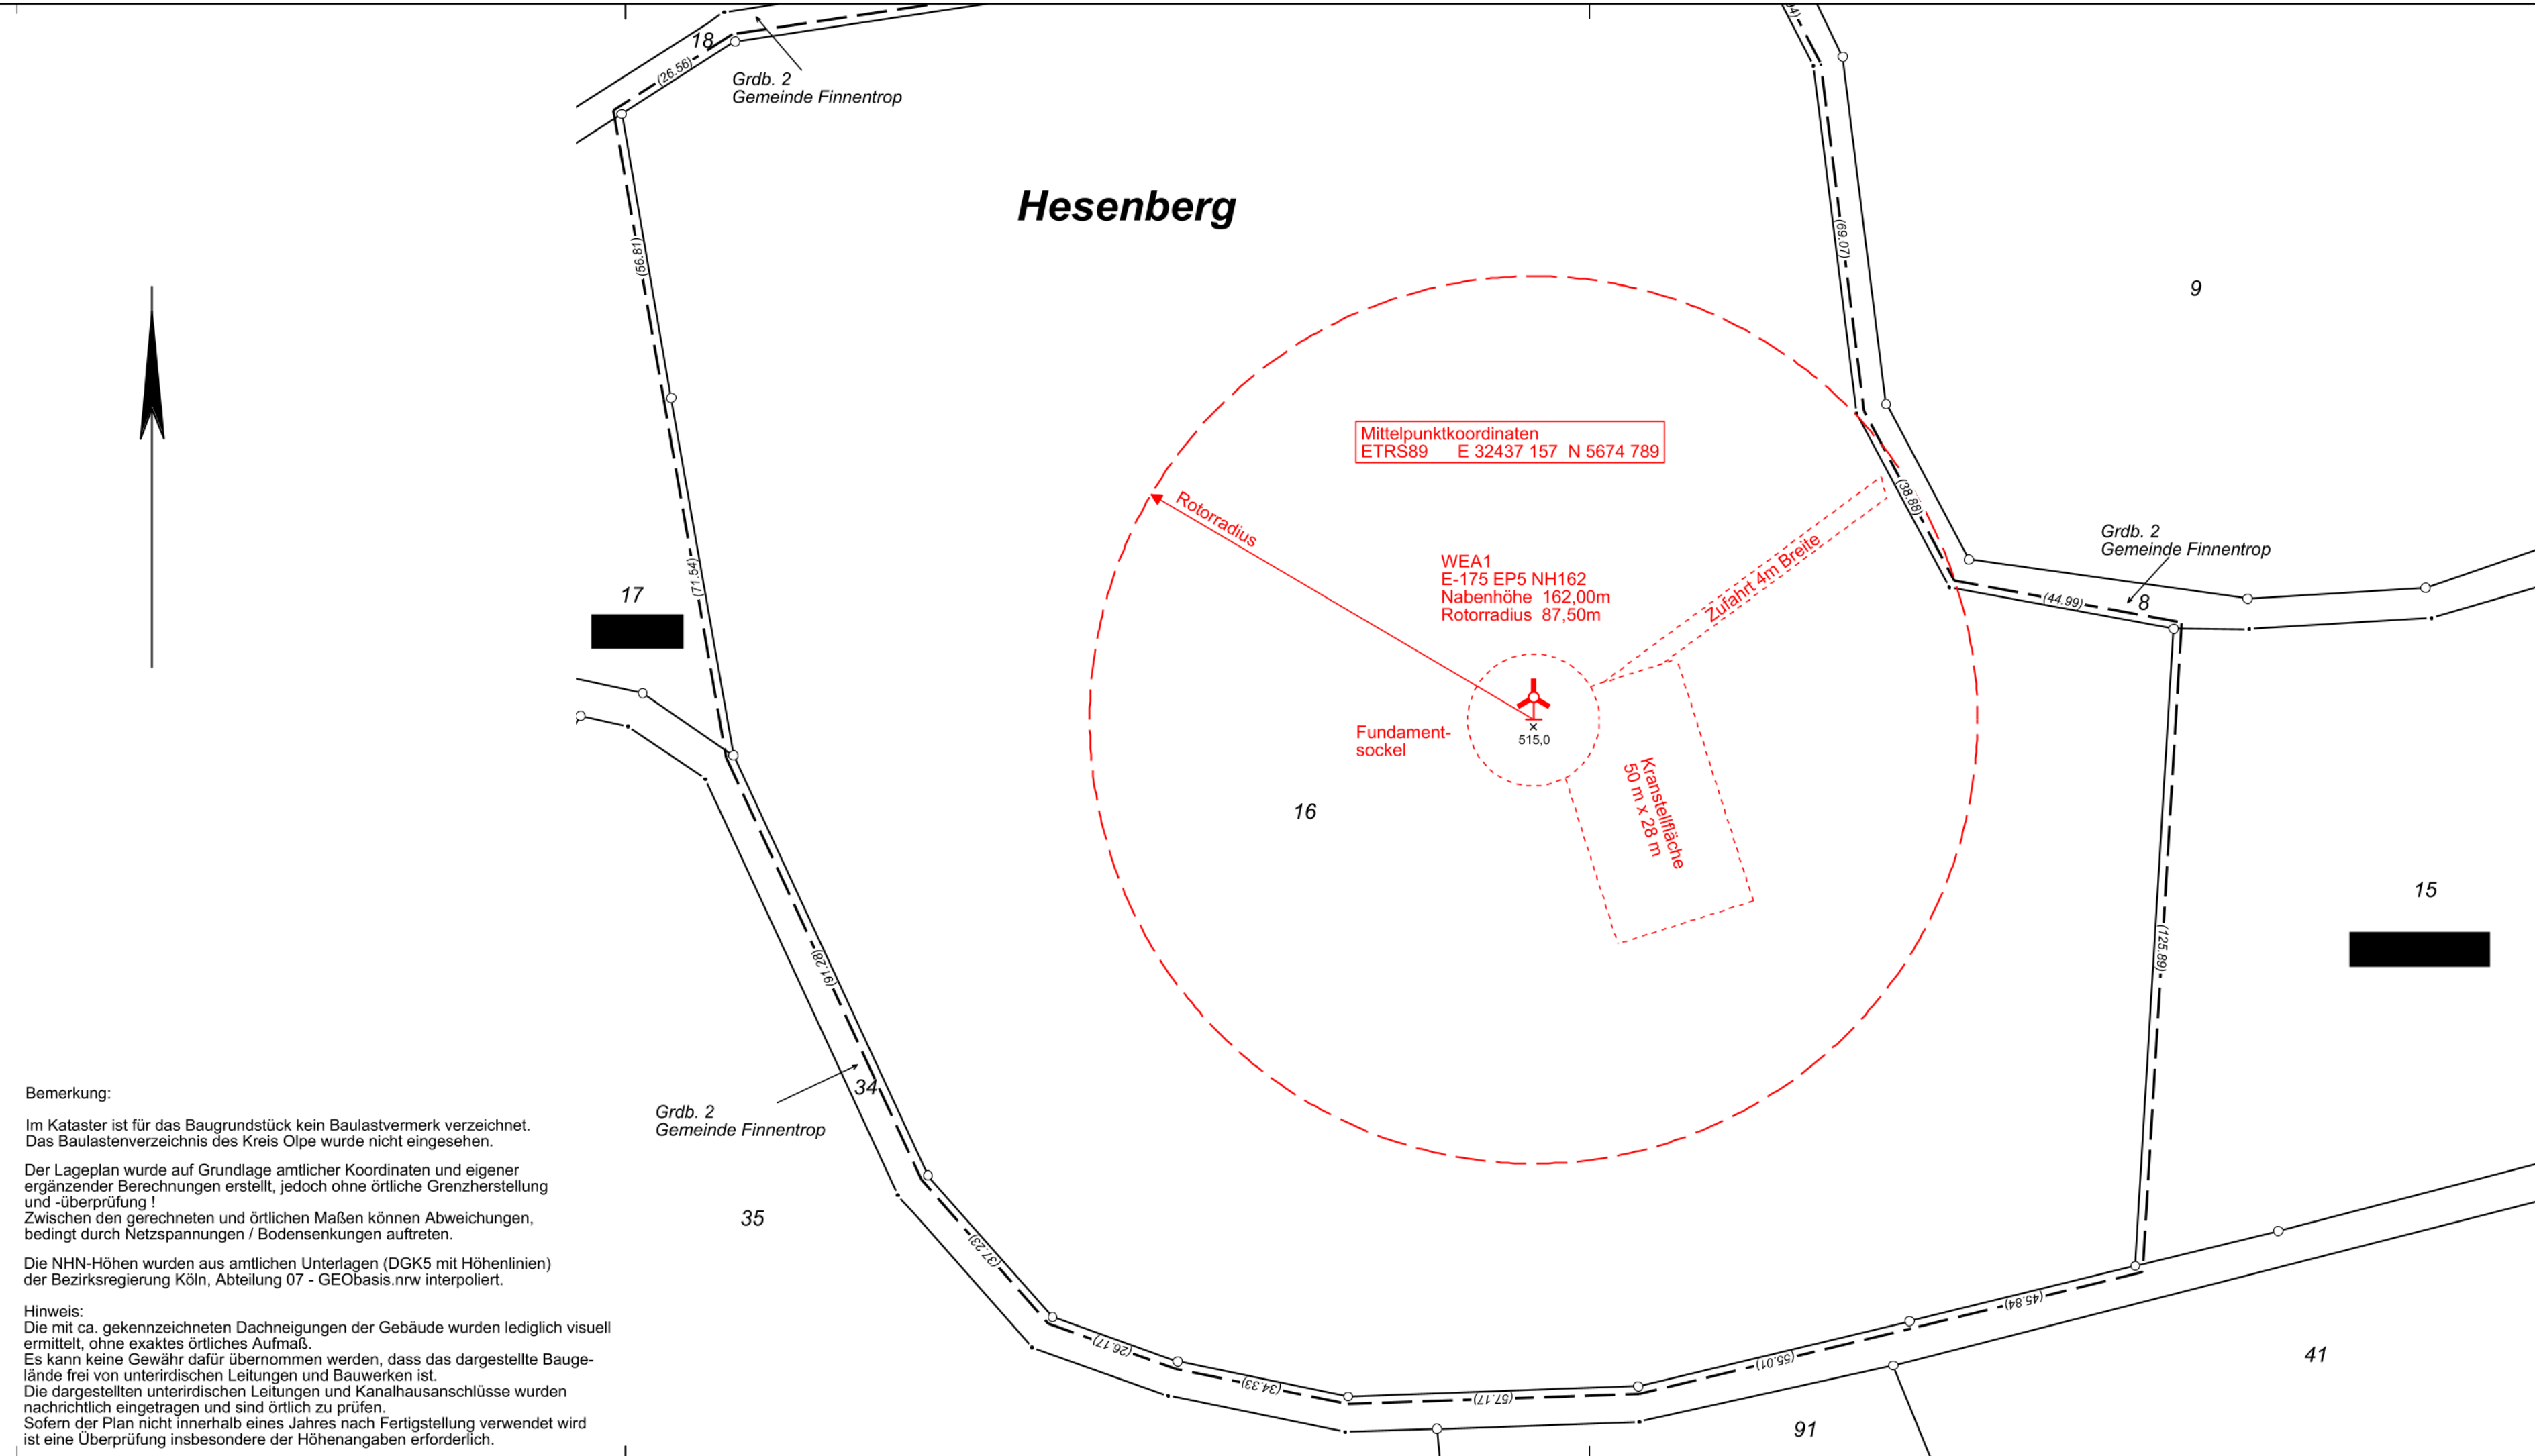 18
(26.56)
Grdb. 2
Gemeinde Finnentrop
Hesenberg
(56.81)
(69.07)
9
Mittelpunktkoordinaten
ETRS89 E 32437 157 N 5674 789
Rotorradius
(38.88)
Grdb. 2
Gemeinde Finnentrop
WEA1
E-175 EP5 NH162
Nabenhöhe 162,00m
Rotorradius 87,50m
Zufahrt 4m Breite
(71.54)
17
(44.99)
8
Fundament-
sockel
515,0
Kranstellfläche
50 m x 28 m
16
15
(125.89)
(91.28)
34
Grdb. 2
Gemeinde Finnentrop
35
(37.23)
(26.17)
(34.33)
(57.17)
(55.01)
(45.84)
41
91
Bemerkung:
Im Kataster ist für das Baugrundstück kein Baulastvermerk verzeichnet.
Das Baulastenverzeichnis des Kreis Olpe wurde nicht eingesehen.
Der Lageplan wurde auf Grundlage amtlicher Koordinaten und eigener
ergänzender Berechnungen erstellt, jedoch ohne örtliche Grenzherstellung
und -überprüfung !
Zwischen den gerechneten und örtlichen Maßen können Abweichungen,
bedingt durch Netzspannungen / Bodensenkungen auftreten.
Die NHN-Höhen wurden aus amtlichen Unterlagen (DGK5 mit Höhenlinien)
der Bezirksregierung Köln, Abteilung 07 - GEObasis.nrw interpoliert.
Hinweis:
Die mit ca. gekennzeichneten Dachneigungen der Gebäude wurden lediglich visuell
ermittelt, ohne exaktes örtliches Aufmaß.
Es kann keine Gewähr dafür übernommen werden, dass das dargestellte Bauge-
lände frei von unterirdischen Leitungen und Bauwerken ist.
Die dargestellten unterirdischen Leitungen und Kanalhausanschlüsse wurden
nachrichtlich eingetragen und sind örtlich zu prüfen.
Sofern der Plan nicht innerhalb eines Jahres nach Fertigstellung verwendet wird
ist eine Überprüfung insbesondere der Höhenangaben erforderlich.